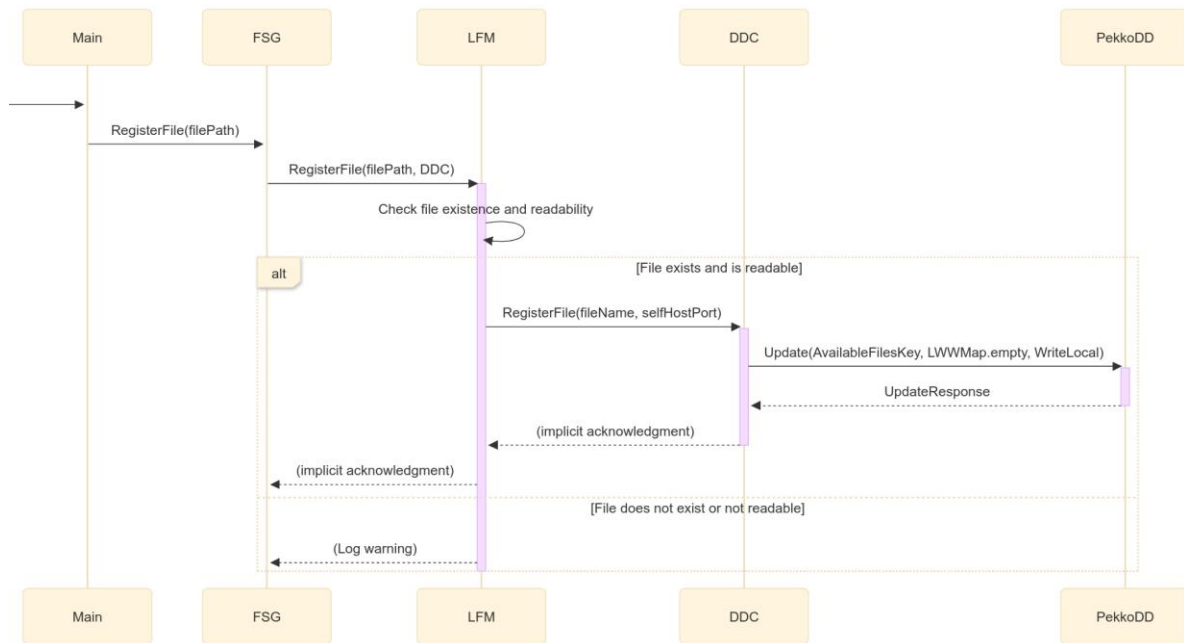 Main
FSG
LFM
DDC
PekkoDD
RegisterFile(filePath)
RegisterFile(filePath, DDC)
Check file existence and readability
alt
[File exists and is readable]
RegisterFile(fileName, selfHostPort)
Update(AvailableFilesKey, LWWMap.empty, WriteLocal)
UpdateResponse
(implicit acknowledgment)
(implicit acknowledgment)
[File does not exist or not readable]
(Log warning)
Main
FSG
LFM
DDC
PekkoDD